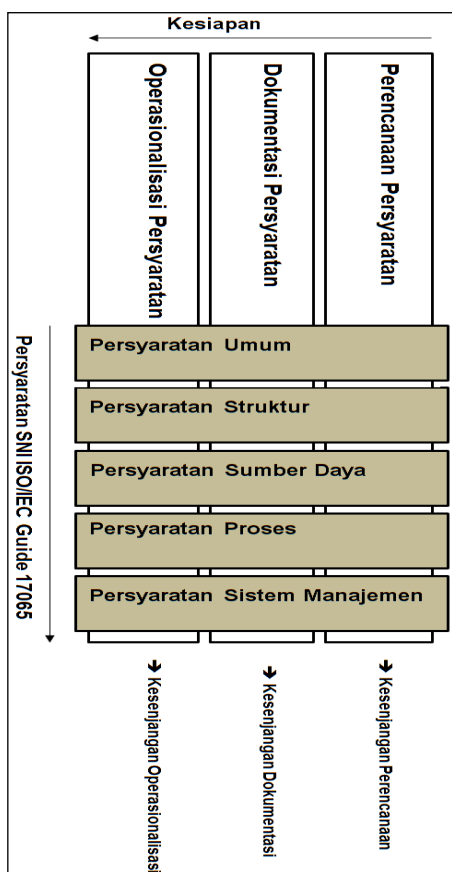 Kesiapan
Operasionalisasi Persyaratan
Dokumentasi Persyaratan
Perencanaan Persyaratan
Persyaratan SNI ISO/IEC Guide 17065
Persyaratan Umum
Persyaratan Struktur
Persyaratan Sumber Daya
Persyaratan Proses
Persyaratan Sistem Manajemen
➔ Kesenjangan Operasionalisasi
➔ Kesenjangan Dokumentasi
➔ Kesenjangan Perencanaan